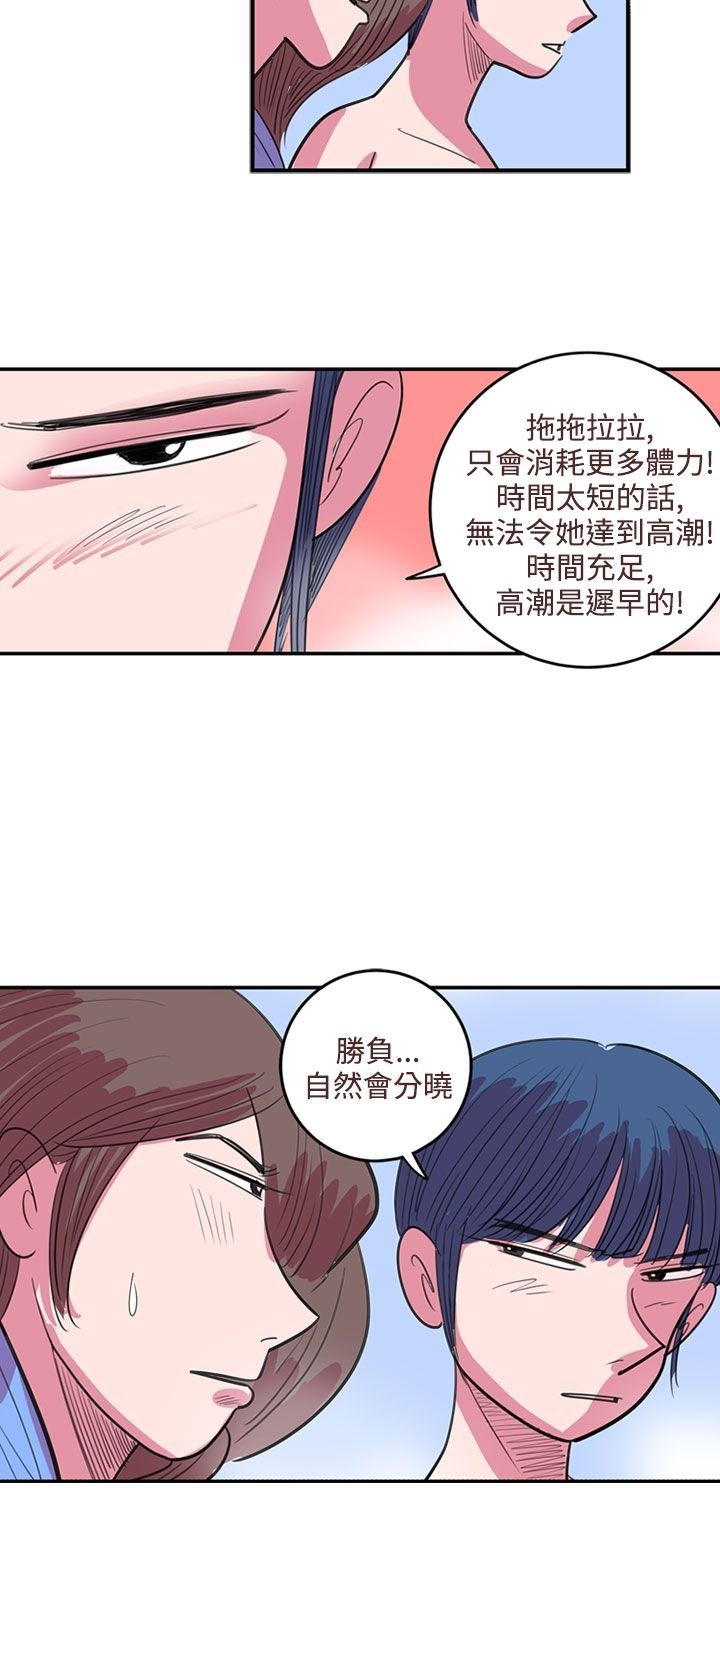 拖拖拉拉,
只會消耗更多體力!
時間太短的話,
無法令她達到高潮!
時間充足,
高潮是遲早的!
勝負...
自然會分曉